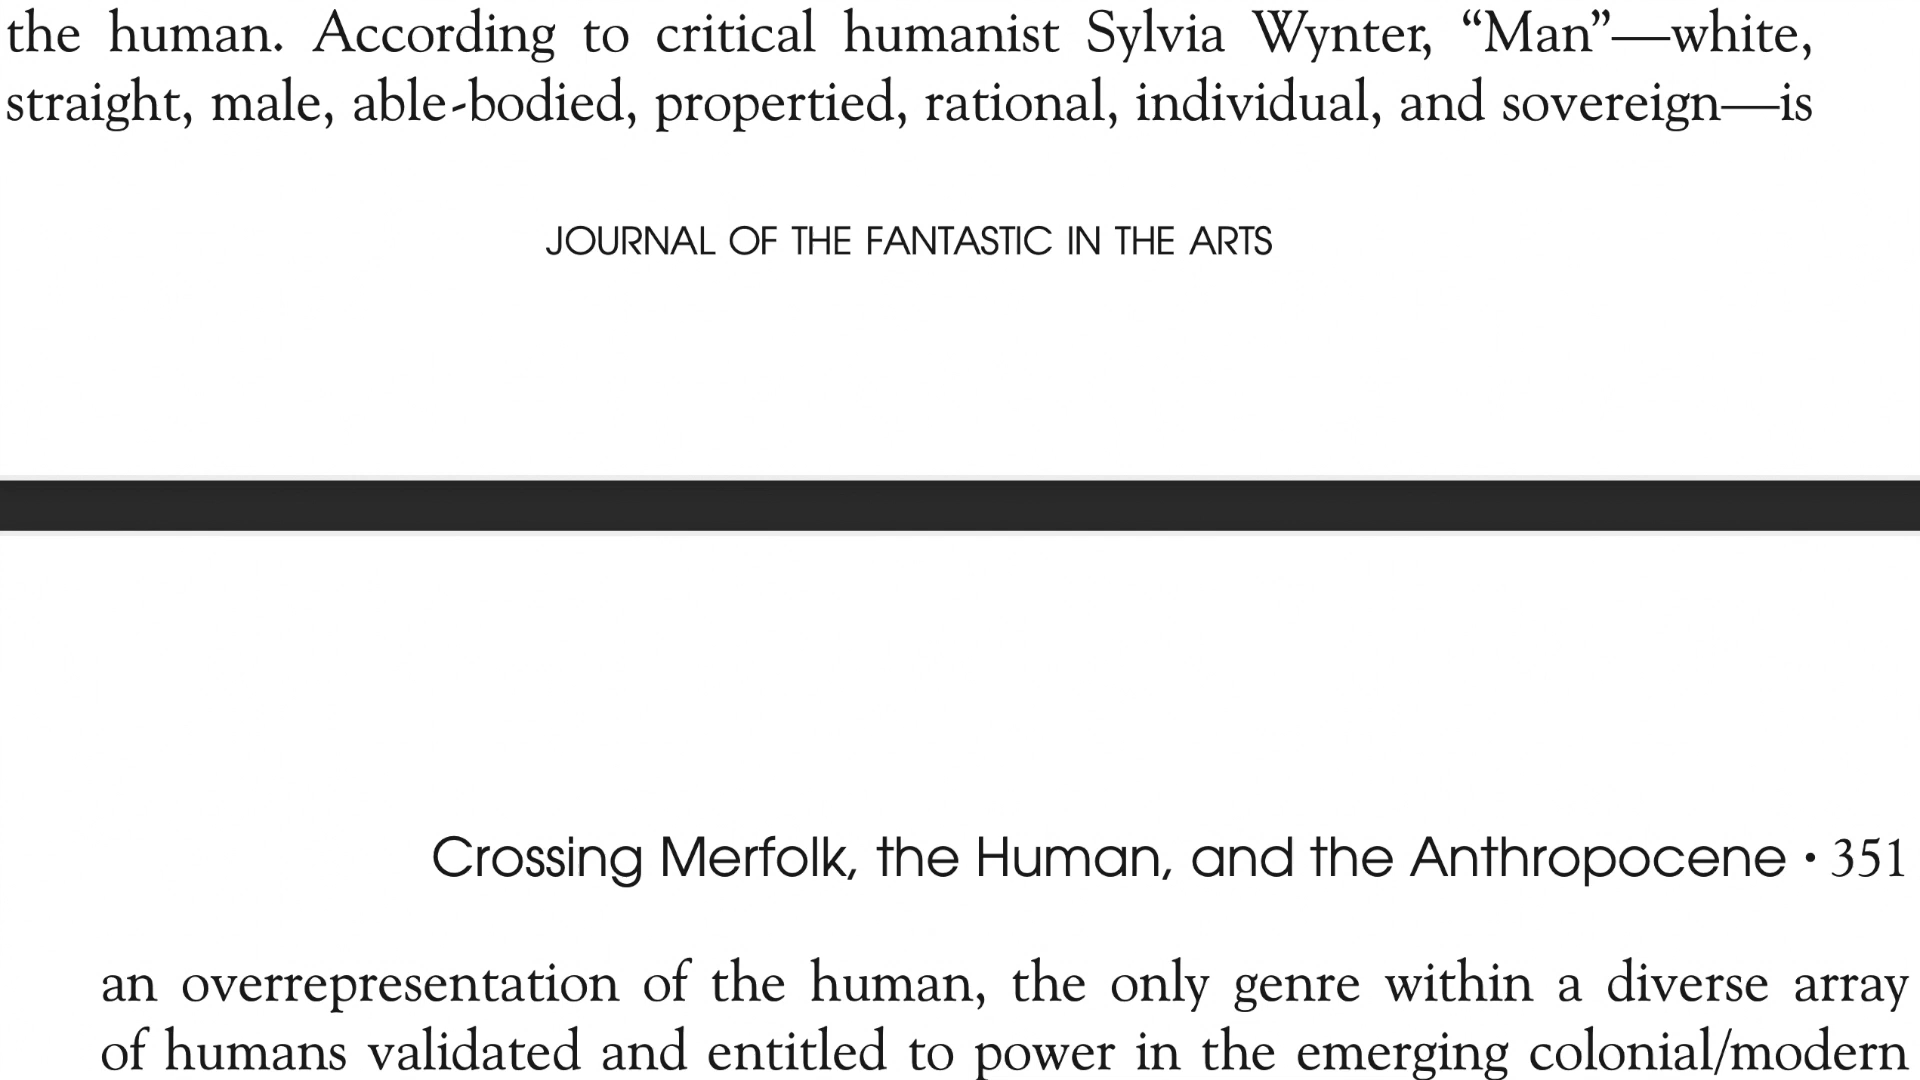 the human. According to critical humanist Sylvia Wynter, “Man”—white,
straight, male, able-bodied, propertied, rational, individual, and sovereign—is
JOURNAL OF THE FANTASTIC IN THE ARTS
Crossing Merfolk, the Human, and the Anthropocene • 351
an overrepresentation of the human, the only genre within a diverse array
of humans validated and entitled to power in the emerging colonial/modern